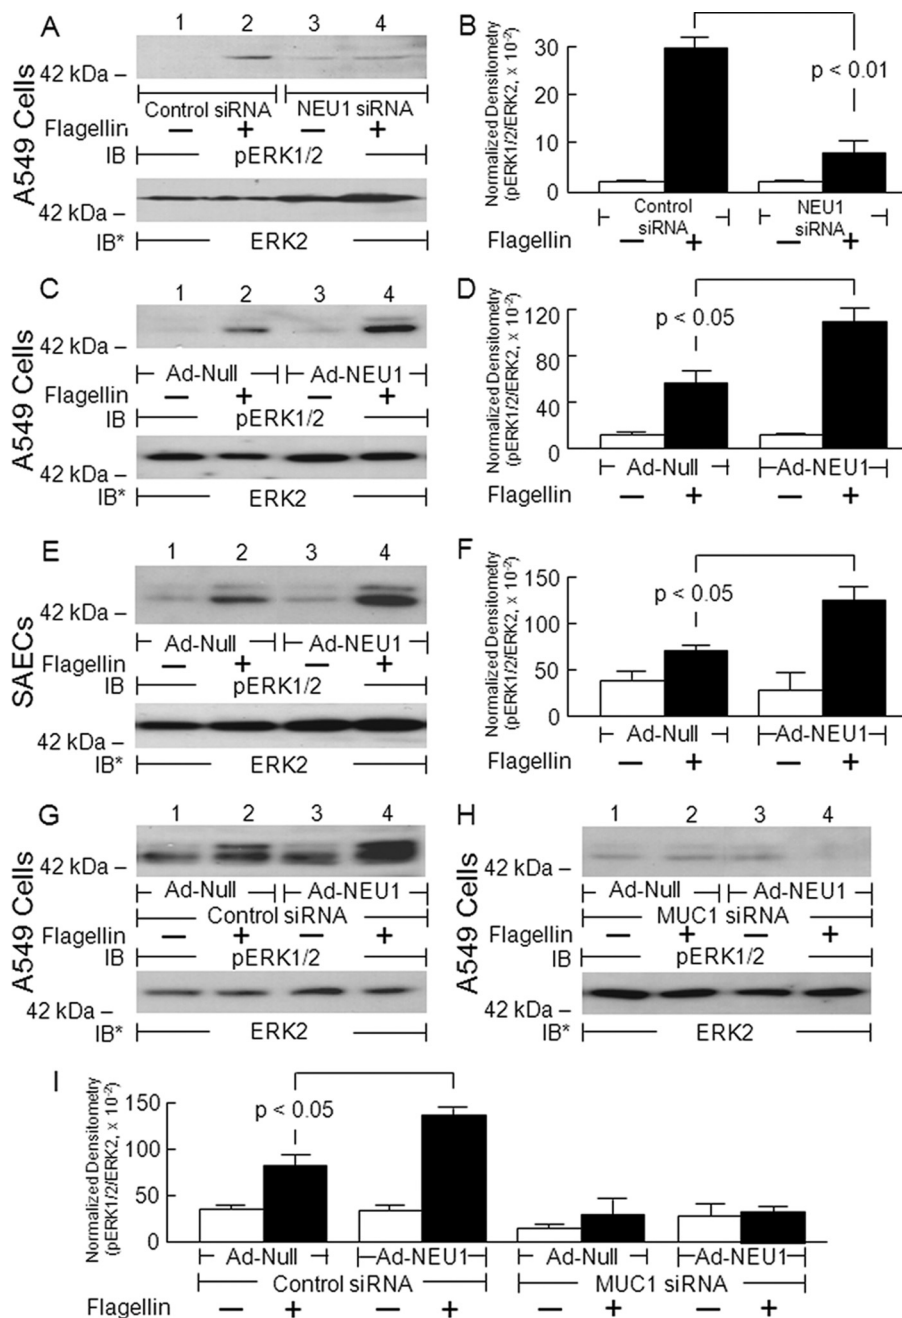 A
1 2 3 4
42 kDa –
Control siRNA NEU1 siRNA
Flagellin — + — +
IB pERK1/2
42 kDa –
IB* ERK2
A549 Cells
B
Normalized Densitometry
(pERK1/2/ERK2, x 10-2)
30
20
10
0
p < 0.01
Control siRNA NEU1 siRNA
Flagellin — + — +
C
1 2 3 4
42 kDa –
Ad-Null Ad-NEU1
Flagellin — + — +
IB pERK1/2
42 kDa –
IB* ERK2
A549 Cells
D
Normalized Densitometry
(pERK1/2/ERK2, x 10-2)
120
80
40
0
p < 0.05
Ad-Null Ad-NEU1
Flagellin — + — +
E
1 2 3 4
42 kDa –
Ad-Null Ad-NEU1
Flagellin — + — +
IB pERK1/2
42 kDa –
IB* ERK2
SAECs
F
Normalized Densitometry
(pERK1/2/ERK2, x 10-2)
150
100
50
0
p < 0.05
Ad-Null Ad-NEU1
Flagellin — + — +
G
1 2 3 4
42 kDa –
Ad-Null Ad-NEU1
Control siRNA
Flagellin — + — +
IB pERK1/2
42 kDa –
IB* ERK2
A549 Cells
H
1 2 3 4
42 kDa –
Ad-Null Ad-NEU1
MUC1 siRNA
Flagellin — + — +
IB pERK1/2
42 kDa –
IB* ERK2
A549 Cells
I
Normalized Densitometry
(pERK1/2/ERK2, x 10-2)
150
100
50
0
p < 0.05
Ad-Null Ad-NEU1 Ad-Null Ad-NEU1
Control siRNA MUC1 siRNA
Flagellin — + — + — + — +